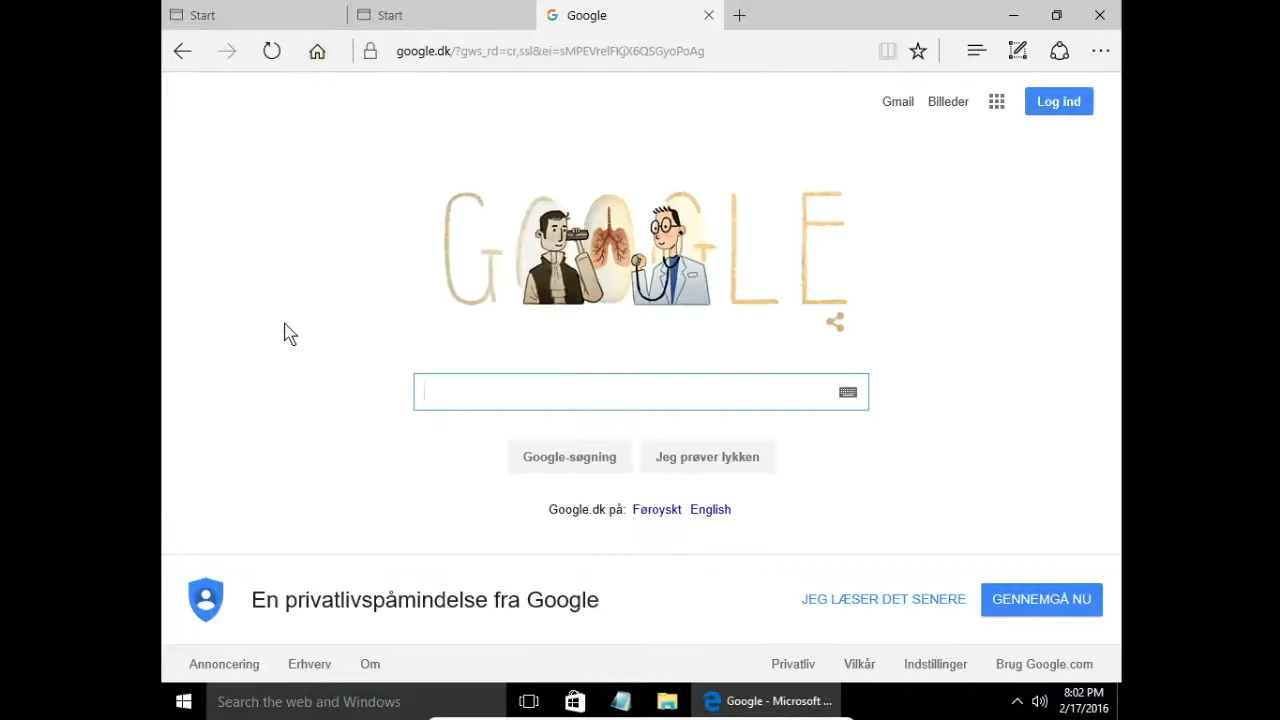 Start
Start
Google
google.dk/?gws_rd=cr,ssl&ei=sMPEVrelFKjX6QSGyoPoAg
Gmail
Billeder
Log ind
GOOGLE
Google-søgning
Jeg prøver lykken
Google.dk på: Føroyskt English
En privatlivspåmindelse fra Google
JEG LÆSER DET SENERE
GENNEMGÅ NU
Annoncering
Erhverv
Om
Privatliv
Vilkår
Indstillinger
Brug Google.com
Search the web and Windows
Google - Microsoft ...
8:02 PM
2/17/2016